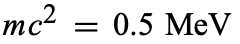 mc² = 0.5 MeV